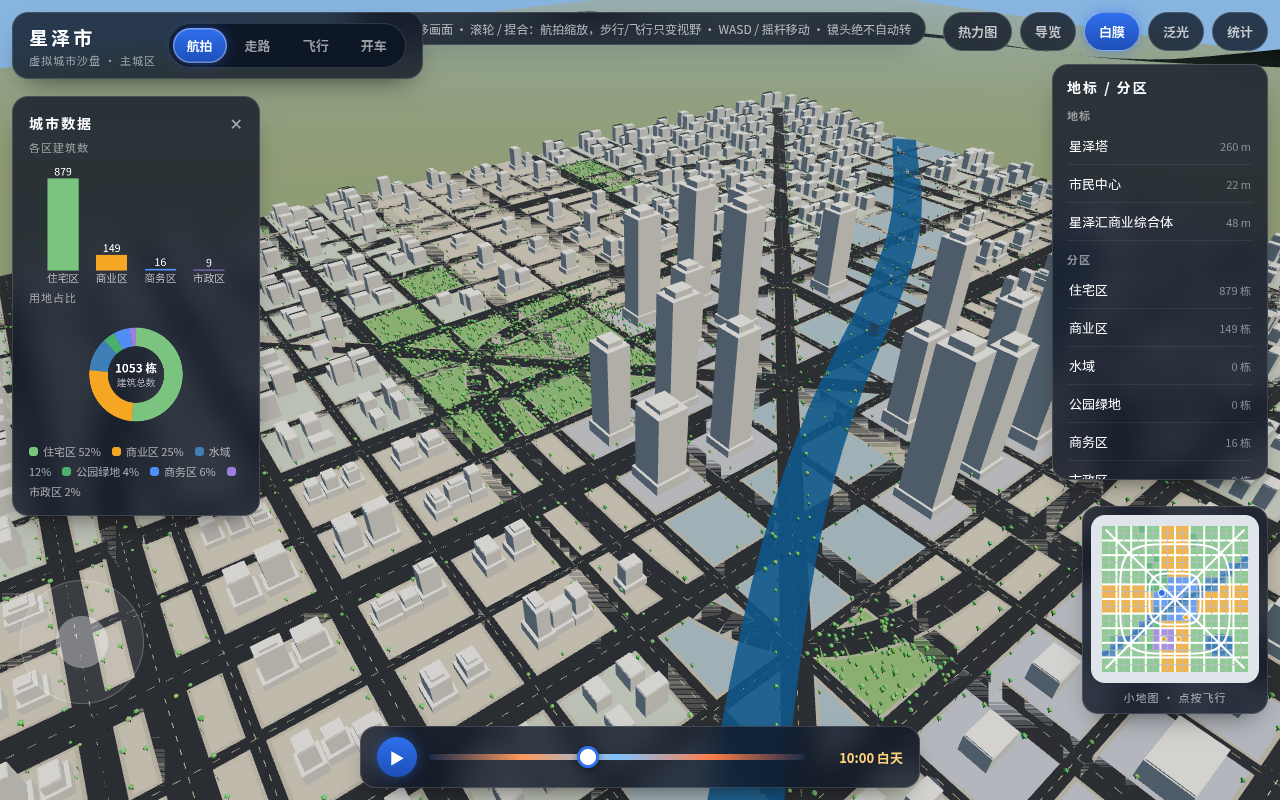 星泽市
虚拟城市沙盘 · 主城区
航拍 走路 飞行 开车
画面 · 滚轮 / 捏合：航拍缩放，步行/飞行只变视野 · WASD / 摇杆移动 · 镜头绝不自动转
热力图 导览 白膜 泛光 统计
城市数据 ✕
各区建筑数
879
149
16
9
住宅区 商业区 商务区 市政区
用地占比
1053 栋
建筑总数
住宅区 52% 商业区 25% 水域
12% 公园绿地 4% 商务区 6%
市政区 2%
地标 / 分区
地标
星泽塔 260 m
市民中心 22 m
星泽汇商业综合体 48 m
分区
住宅区 879 栋
商业区 149 栋
水域 0 栋
公园绿地 0 栋
商务区 16 栋
小地图 · 点按飞行
10:00 白天